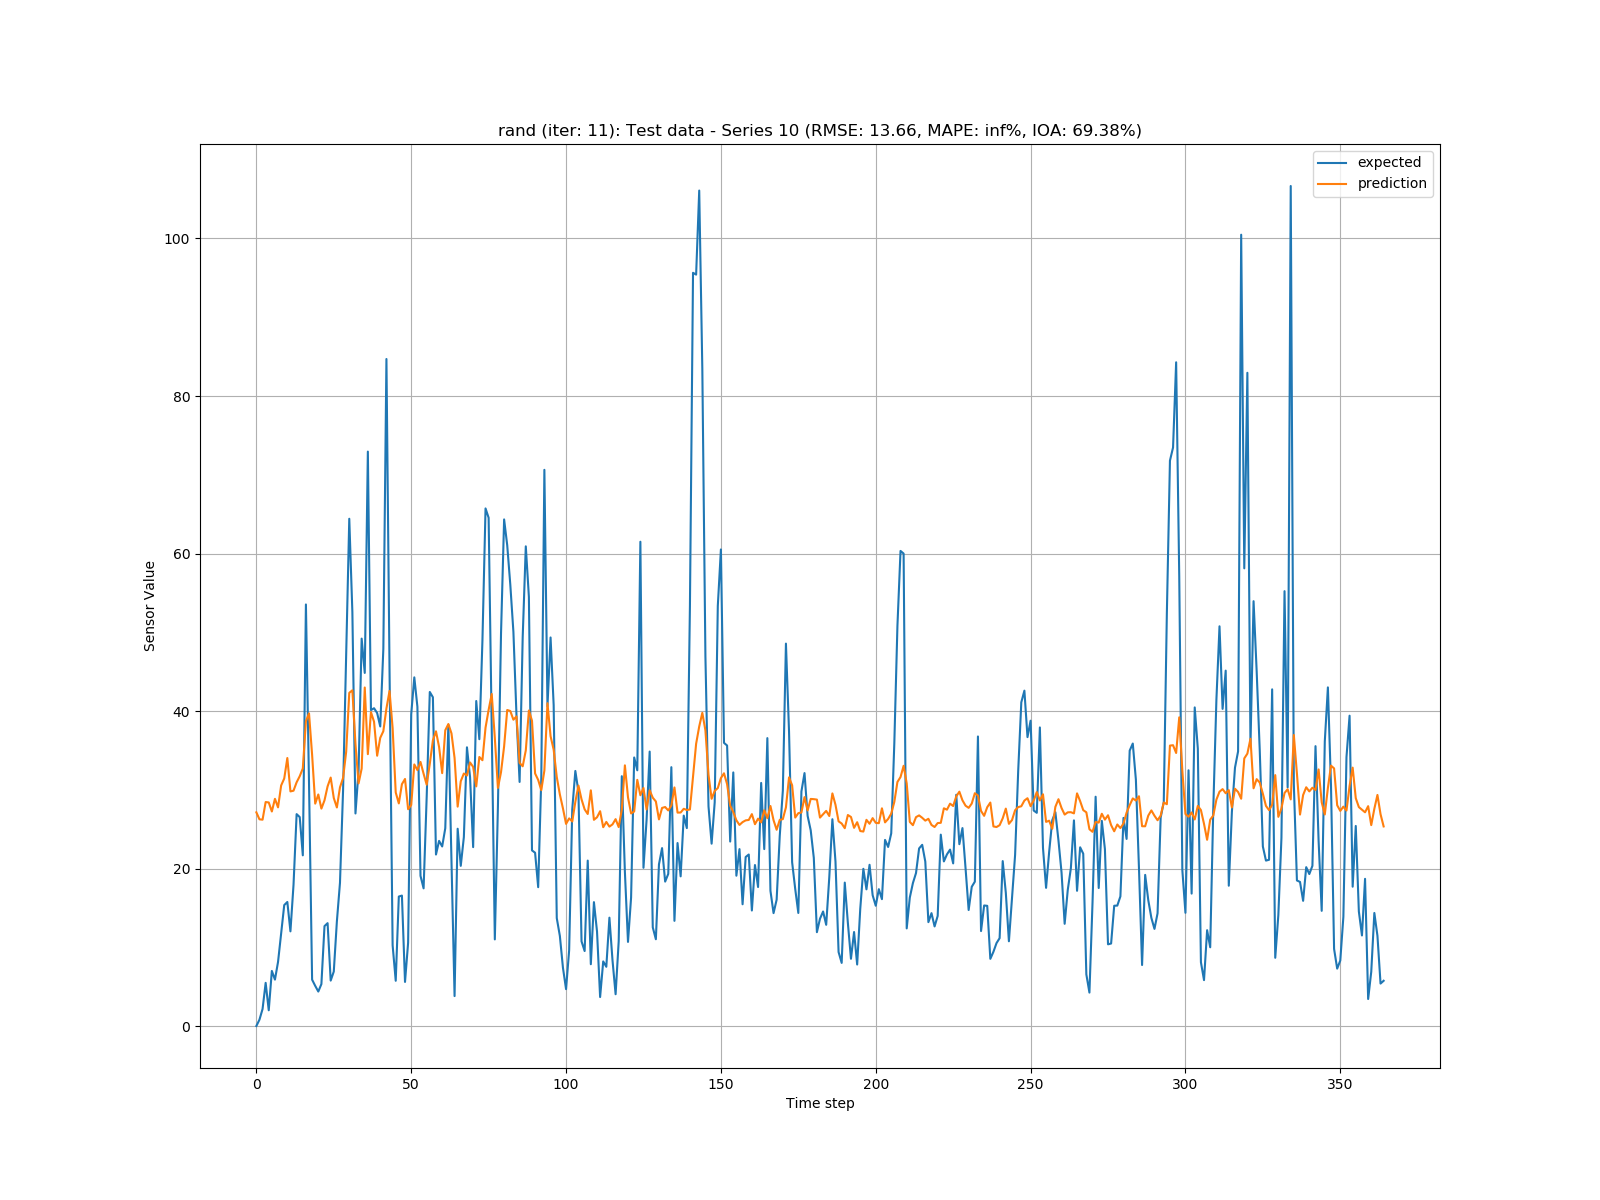 rand (iter: 11): Test data - Series 10 (RMSE: 13.66, MAPE: inf%, IOA: 69.38%)
expected
prediction
100
80
60
40
20
0
Sensor Value
0 50 100 150 200 250 300 350
Time step